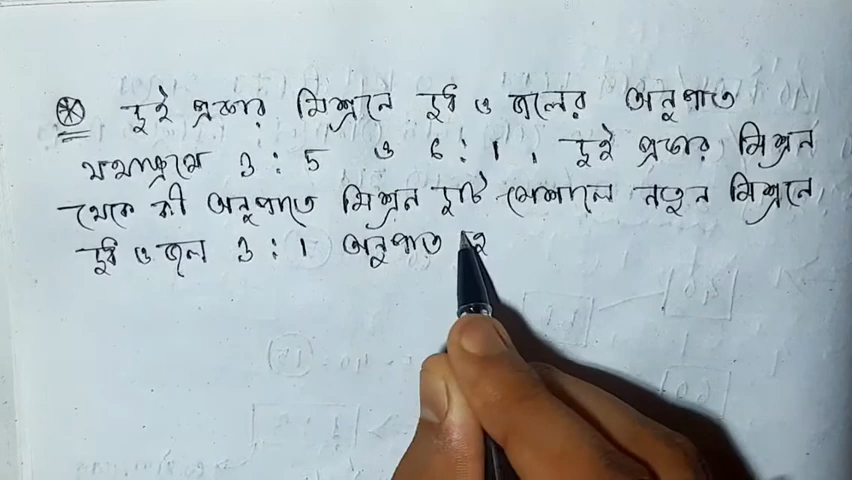 দুই প্রকার মিশ্রনে দুধ ও জলের অনুপাত
যথাক্রমে 3 : 5 ও 6 : 1, দুই প্রকার মিশ্রন
থেকে কী অনুপাতে মিশ্রন দুটি মেশালে নতুন মিশ্রনে
দুধ ও জল 3 : 1 অনুপাত হ